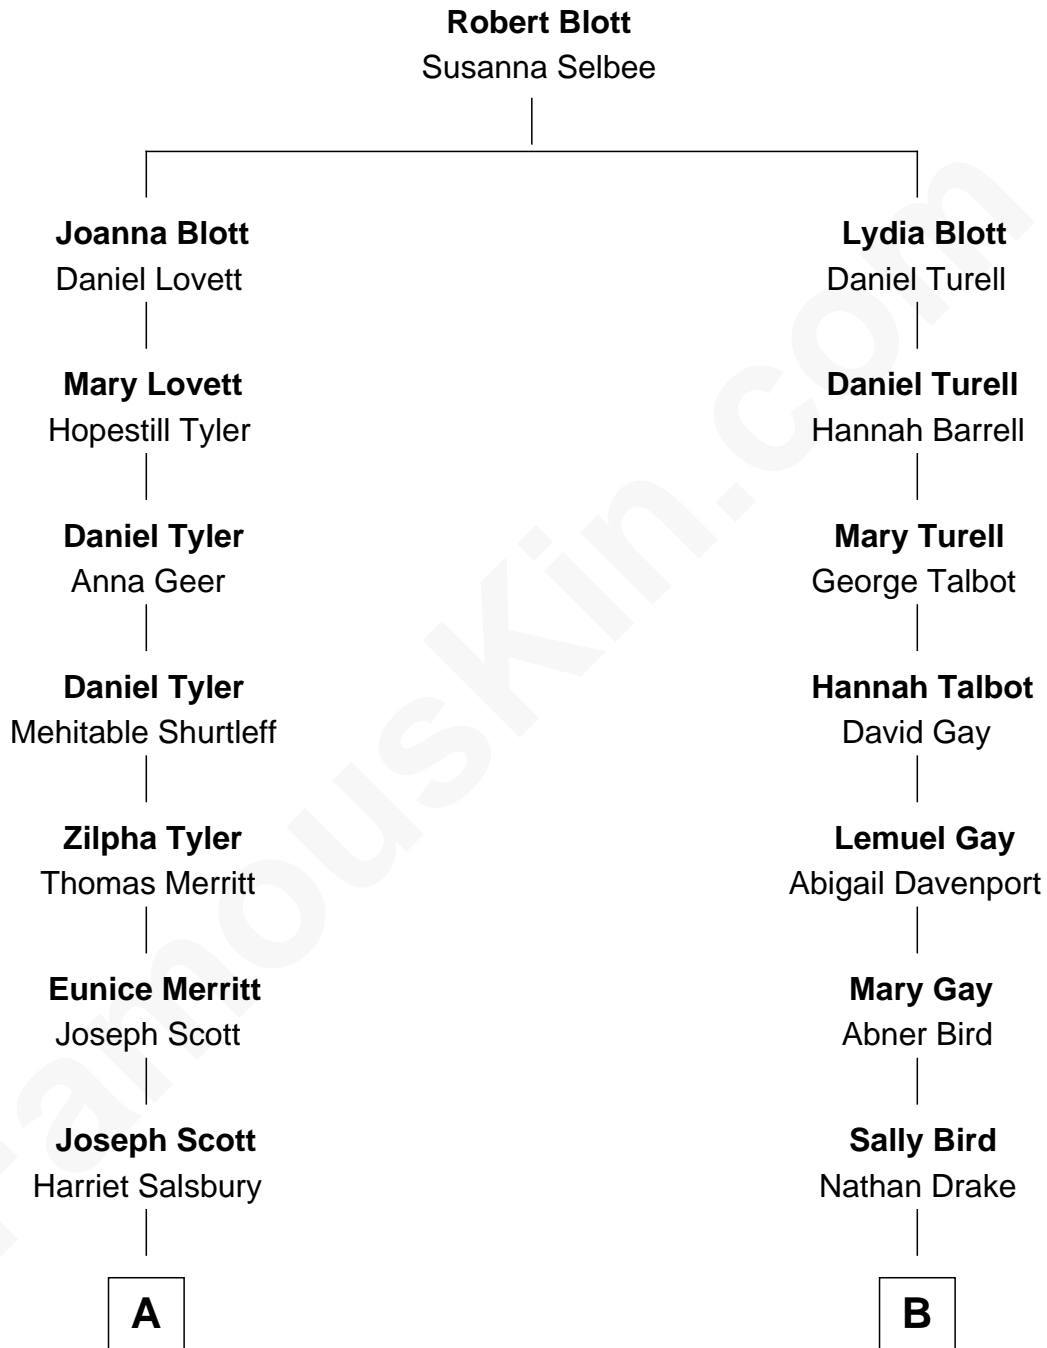 Robert Blott
Susanna Selbee
Joanna Blott
Daniel Lovett
Mary Lovett
Hopestill Tyler
Daniel Tyler
Anna Geer
Daniel Tyler
Mehitable Shurtleff
Zilpha Tyler
Thomas Merritt
Eunice Merritt
Joseph Scott
Joseph Scott
Harriet Salsbury
A
Lydia Blott
Daniel Turell
Daniel Turell
Hannah Barrell
Mary Turell
George Talbot
Hannah Talbot
David Gay
Lemuel Gay
Abigail Davenport
Mary Gay
Abner Bird
Sally Bird
Nathan Drake
B
FamousKin.com